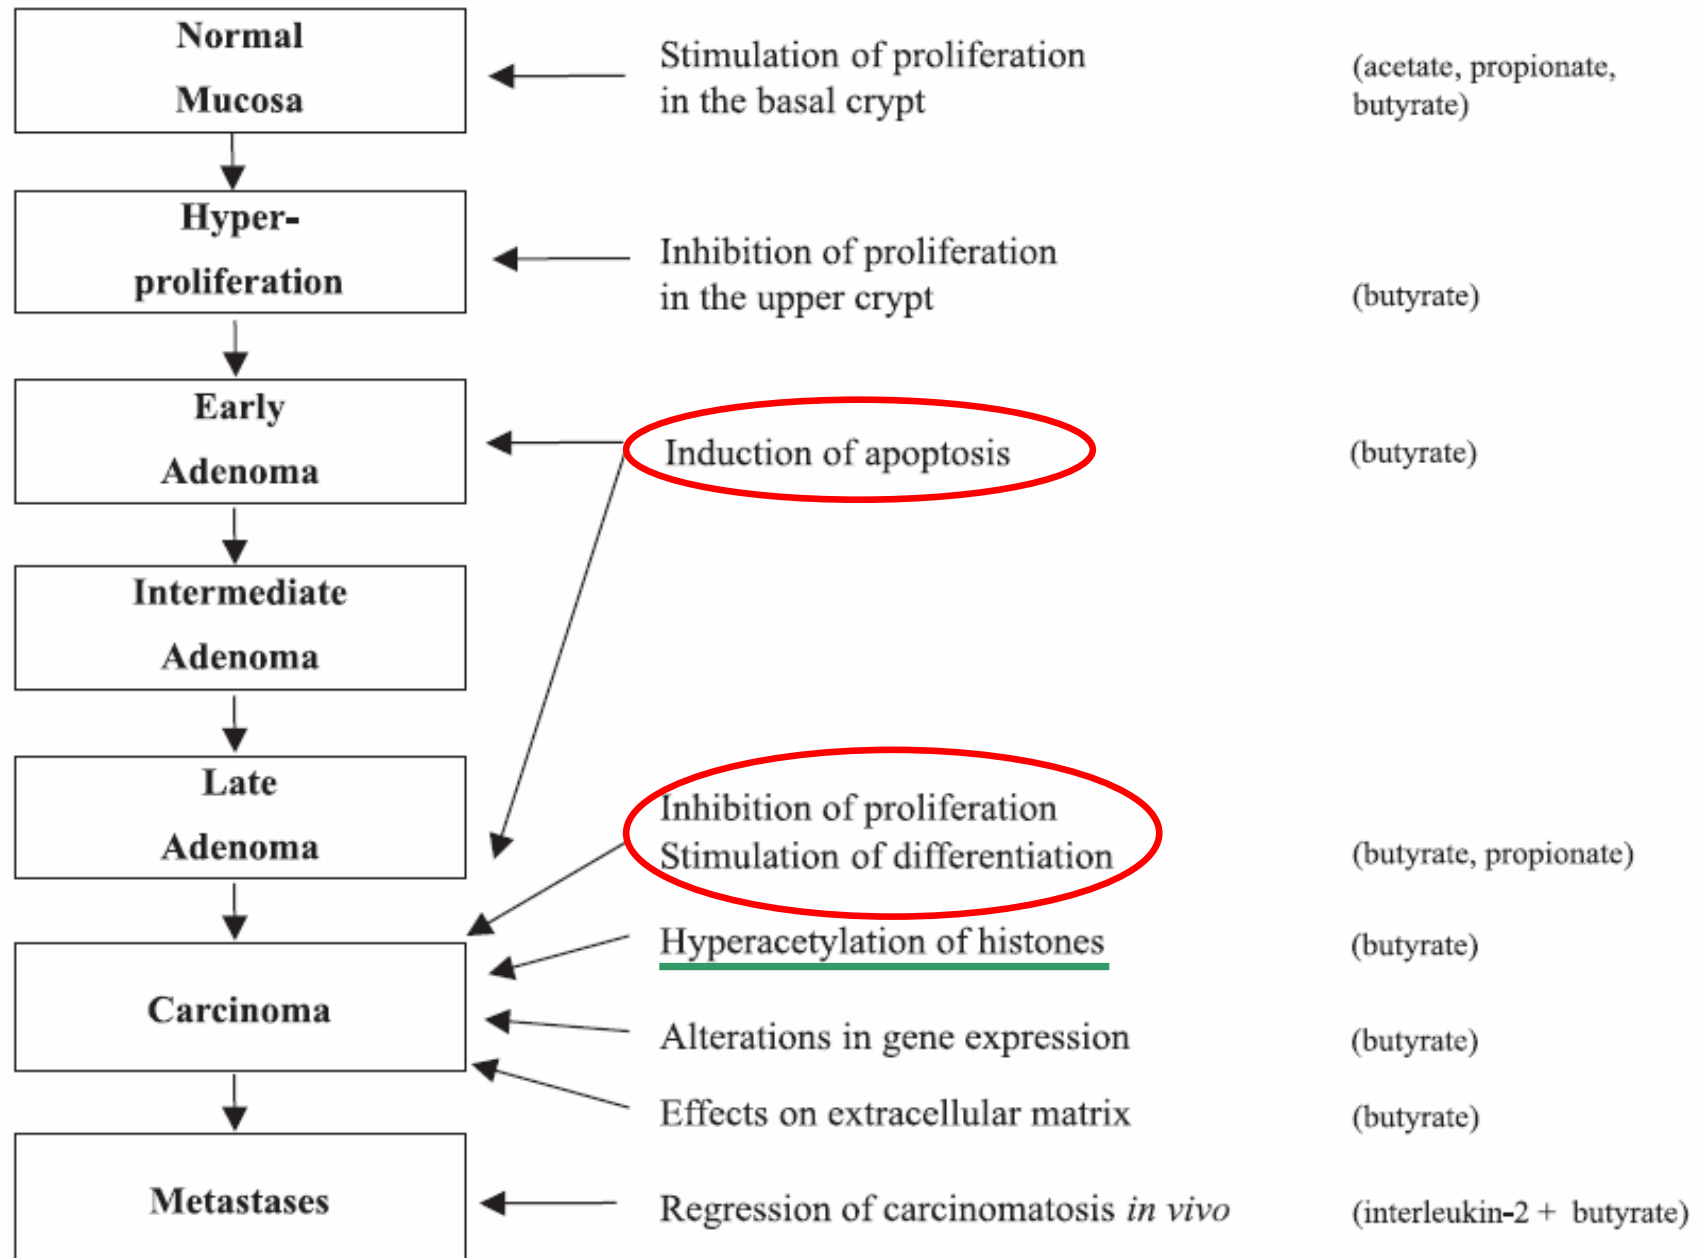 Normal
Mucosa
Stimulation of proliferation
in the basal crypt
(acetate, propionate,
butyrate)
Hyper-
proliferation
Inhibition of proliferation
in the upper crypt
(butyrate)
Early
Adenoma
Induction of apoptosis
(butyrate)
Intermediate
Adenoma
Late
Adenoma
Inhibition of proliferation
Stimulation of differentiation
(butyrate, propionate)
Hyperacetylation of histones
(butyrate)
Carcinoma
Alterations in gene expression
(butyrate)
Effects on extracellular matrix
(butyrate)
Metastases
Regression of carcinomatosis in vivo
(interleukin-2 + butyrate)